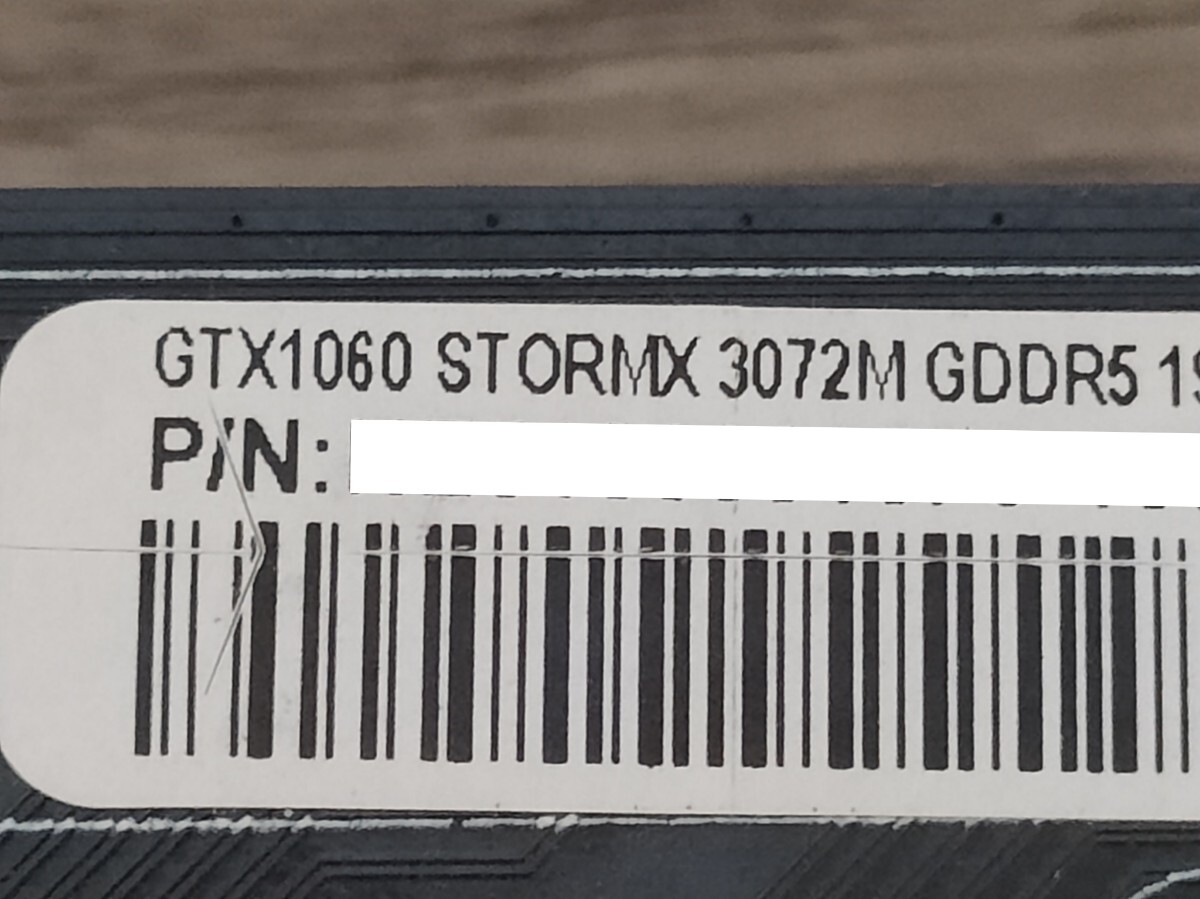 GTX1060 STORMX 3072M GDDR5
P/N: